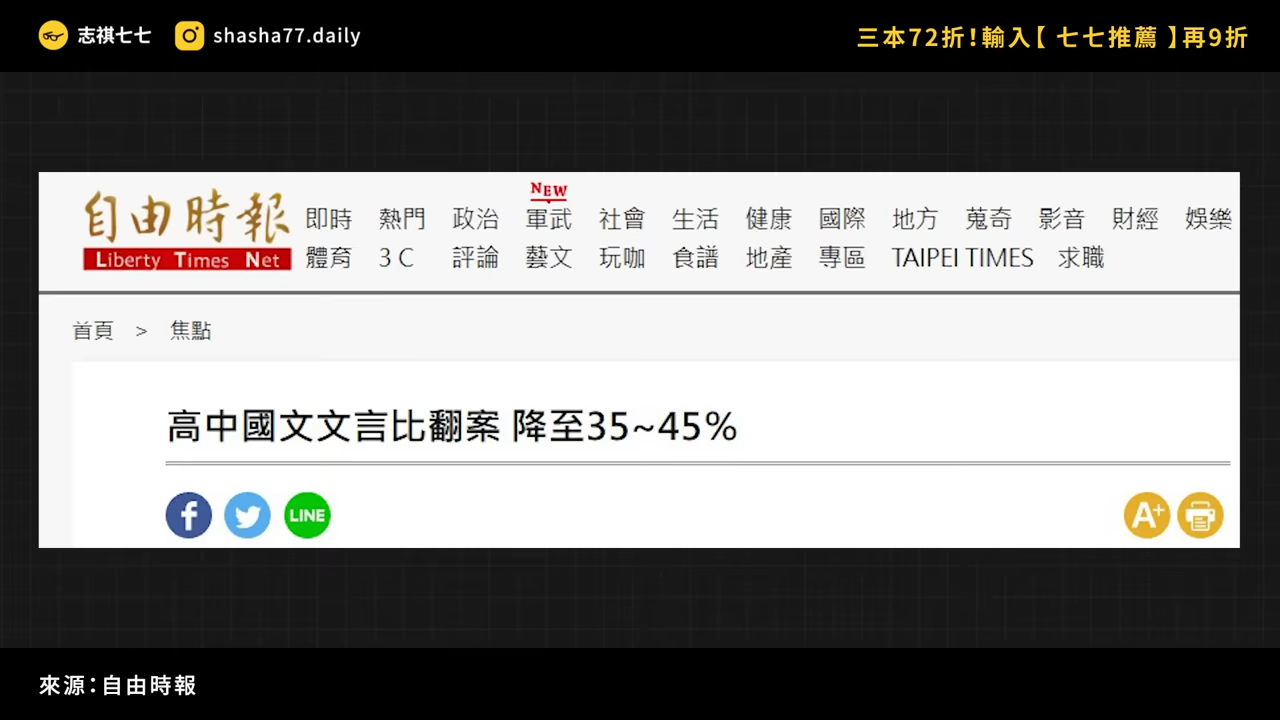 志祺七七 shasha77.daily 三本72折!輸入【 七七推薦 】再9折
NEW
自由時報 即時 熱門 政治 軍武 社會 生活 健康 國際 地方 蒐奇 影音 財經 娛樂
Liberty Times Net 體育 3C 評論 藝文 玩咖 食譜 地產 專區 TAIPEI TIMES 求職
首頁 > 焦點
高中國文文言比翻案 降至35~45%
LINE A+
來源:自由時報